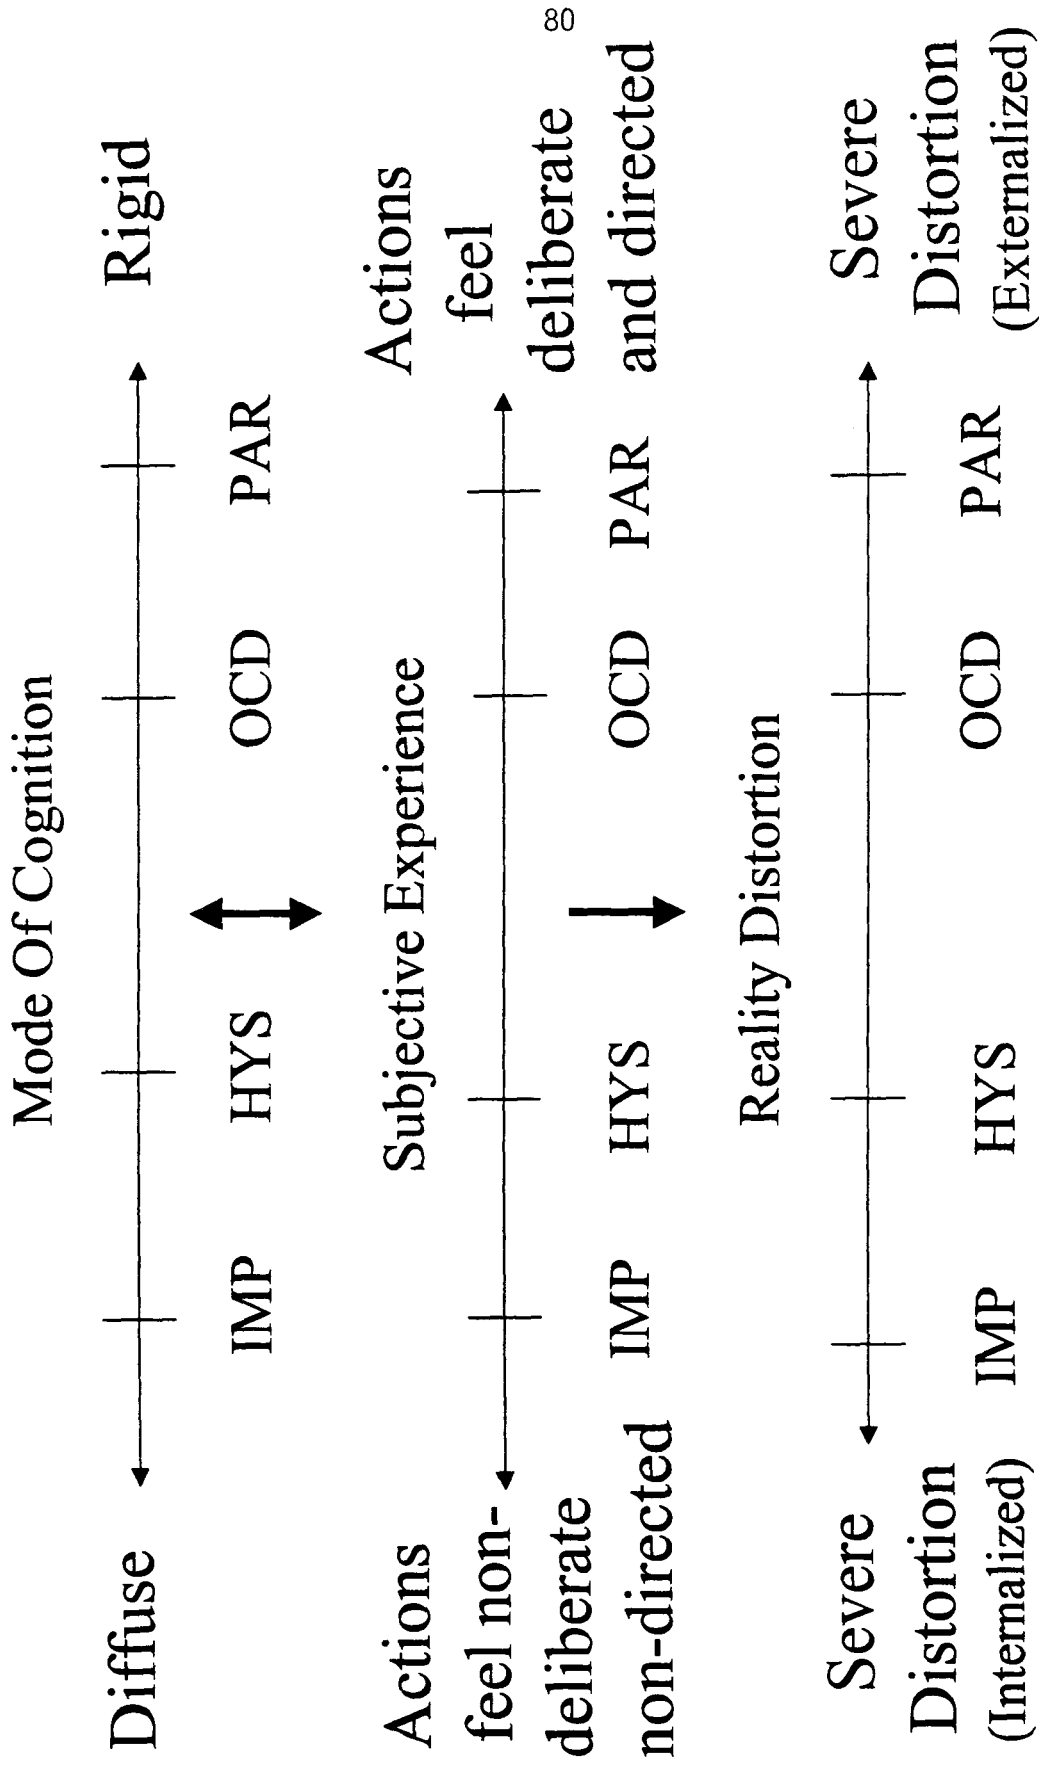 80
Mode Of Cognition
Diffuse
Rigid
IMP HYS OCD PAR
Subjective Experience
Actions
feel non-
deliberate
non-directed
Actions
feel
deliberate
and directed
IMP HYS OCD PAR
Reality Distortion
Severe
Distortion
(Internalized)
Severe
Distortion
(Externalized)
IMP HYS OCD PAR